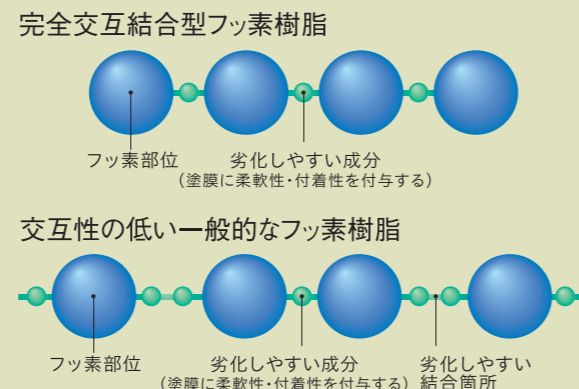 完全交互結合型フッ素樹脂
フッ素部位
劣化しやすい成分
（塗膜に柔軟性・付着性を付与する）
交互性の低い一般的なフッ素樹脂
フッ素部位
劣化しやすい成分
（塗膜に柔軟性・付着性を付与する）
劣化しやすい
結合箇所